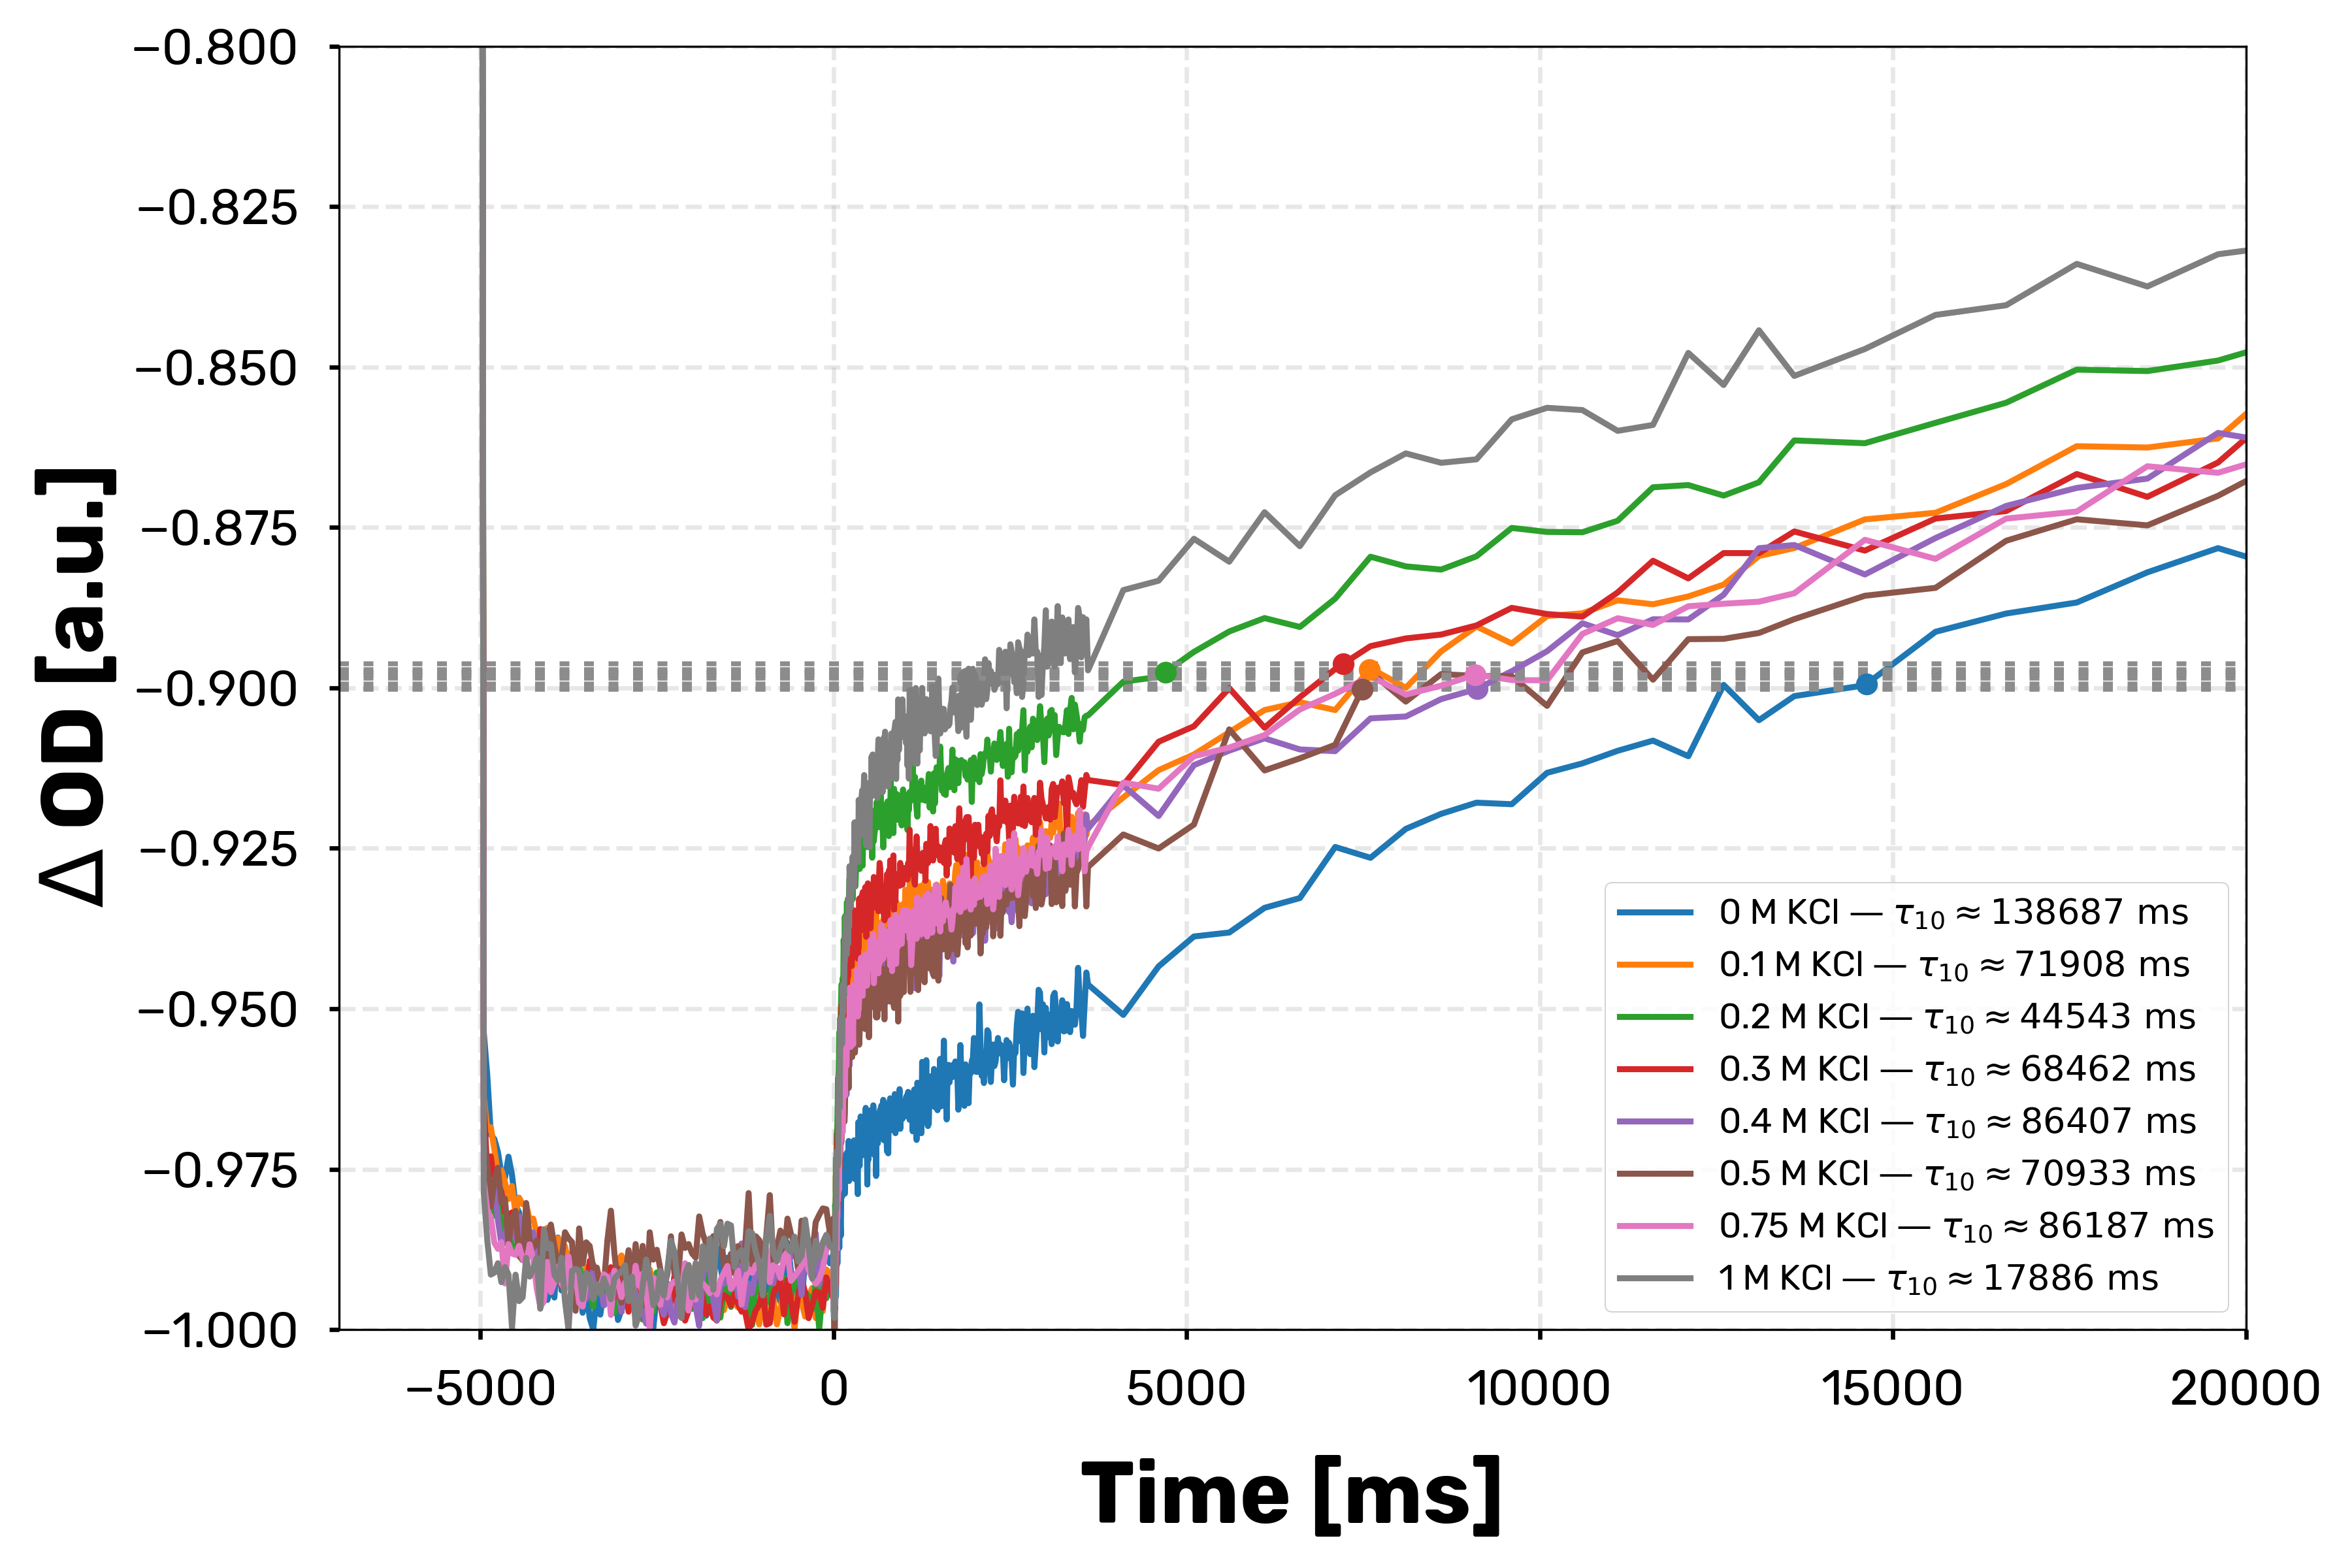 Δ OD [a.u.]
−0.800
−0.825
−0.850
−0.875
−0.900
−0.925
−0.950
−0.975
−1.000
0 M KCl — τ₁₀ ≈ 138687 ms
0.1 M KCl — τ₁₀ ≈ 71908 ms
0.2 M KCl — τ₁₀ ≈ 44543 ms
0.3 M KCl — τ₁₀ ≈ 68462 ms
0.4 M KCl — τ₁₀ ≈ 86407 ms
0.5 M KCl — τ₁₀ ≈ 70933 ms
0.75 M KCl — τ₁₀ ≈ 86187 ms
1 M KCl — τ₁₀ ≈ 17886 ms
−5000 0 5000 10000 15000 20000
Time [ms]